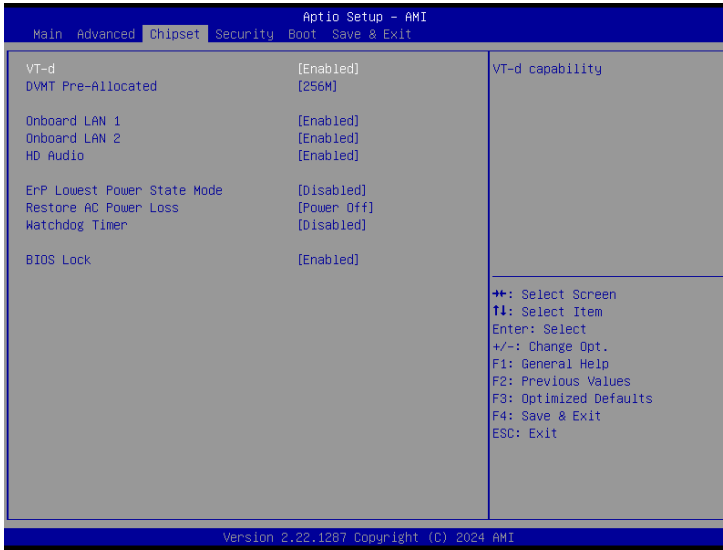 Aptio Setup – AMI
Main Advanced Chipset Security Boot Save & Exit
VT-d [Enabled]
DVMT Pre-Allocated [256M]
Onboard LAN 1 [Enabled]
Onboard LAN 2 [Enabled]
HD Audio [Enabled]
ErP Lowest Power State Mode [Disabled]
Restore AC Power Loss [Power Off]
Watchdog Timer [Disabled]
BIOS Lock [Enabled]
VT-d capability
→←: Select Screen
↑↓: Select Item
Enter: Select
+/-: Change Opt.
F1: General Help
F2: Previous Values
F3: Optimized Defaults
F4: Save & Exit
ESC: Exit
Version 2.22.1287 Copyright (C) 2024 AMI